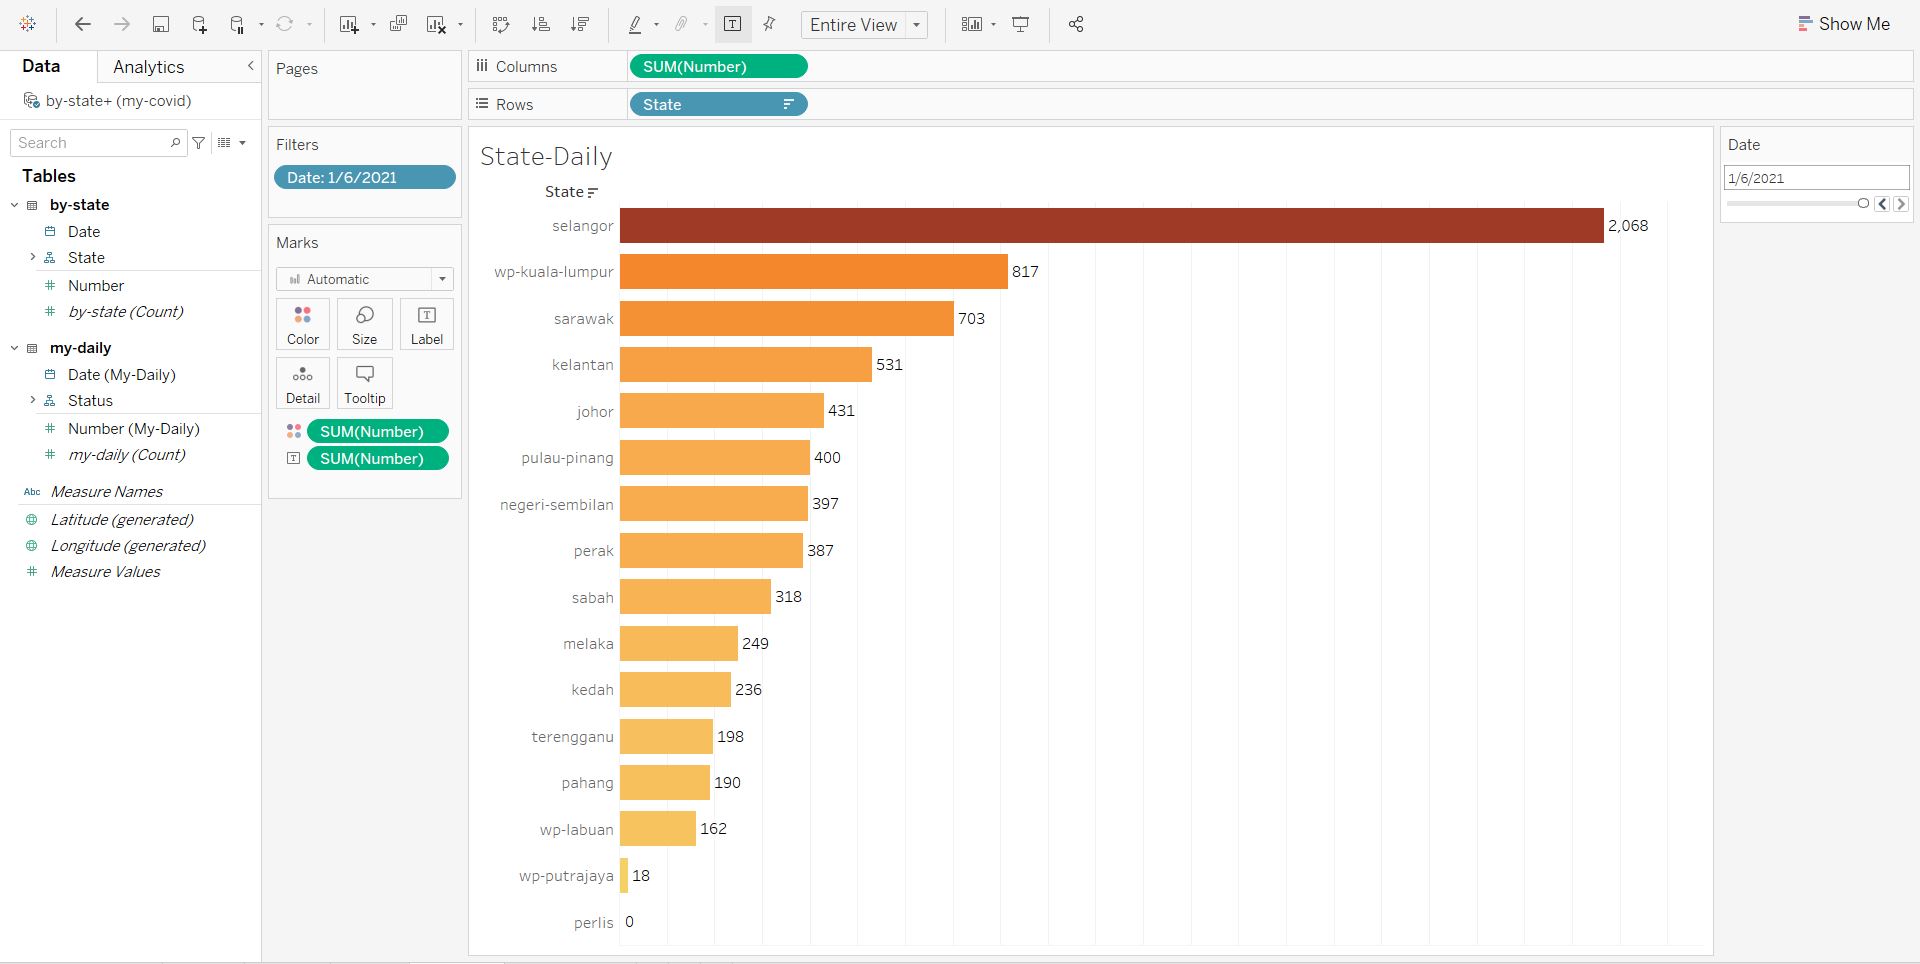 Entire View
Show Me
Data
Analytics
by-state+ (my-covid)
Search
Tables
by-state
Date
State
Number
by-state (Count)
my-daily
Date (My-Daily)
Status
Number (My-Daily)
my-daily (Count)
Abc Measure Names
Latitude (generated)
Longitude (generated)
Measure Values
Pages
Filters
Date: 1/6/2021
Marks
Automatic
Color Size Label
Detail Tooltip
SUM(Number)
SUM(Number)
Columns SUM(Number)
Rows State
State-Daily
State
selangor 2,068
wp-kuala-lumpur 817
sarawak 703
kelantan 531
johor 431
pulau-pinang 400
negeri-sembilan 397
perak 387
sabah 318
melaka 249
kedah 236
terengganu 198
pahang 190
wp-labuan 162
wp-putrajaya 18
perlis 0
Date
1/6/2021